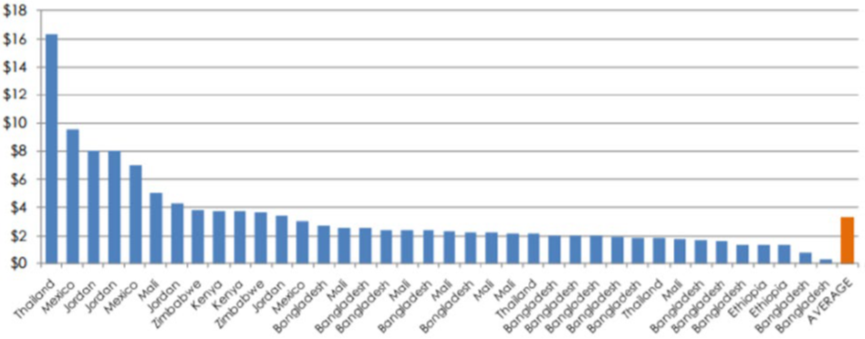 $18
$16
$14
$12
$10
$8
$6
$4
$2
$0
Thailand
Mexico
Jordan
Jordan
Mexico
Mali
Jordan
Zimbabwe
Kenya
Kenya
Zimbabwe
Jordan
Mexico
Bangladesh
Mali
Bangladesh
Bangladesh
Mali
Bangladesh
Mali
Bangladesh
Mali
Mali
Thailand
Bangladesh
Bangladesh
Bangladesh
Bangladesh
Bangladesh
Thailand
Mali
Bangladesh
Bangladesh
Bangladesh
Ethiopia
Ethiopia
Bangladesh
Bangladesh
AVERAGE